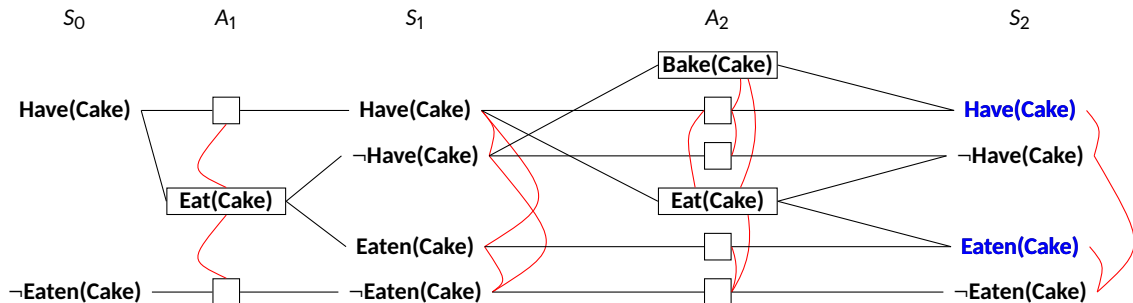 S0 A1 S1 A2 S2
Bake(Cake)
Have(Cake) Have(Cake) Have(Cake)
¬Have(Cake) ¬Have(Cake)
Eat(Cake) Eat(Cake)
Eaten(Cake) Eaten(Cake)
¬Eaten(Cake) ¬Eaten(Cake) ¬Eaten(Cake)